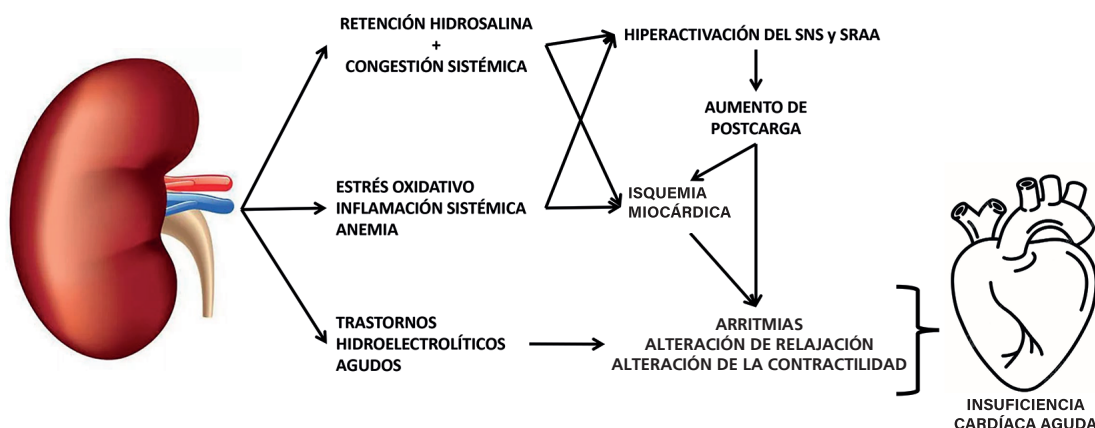 RETENCIÓN HIDROSALINA
+
CONGESTIÓN SISTÉMICA
HIPERACTIVACIÓN DEL SNS y SRAA
AUMENTO DE
POSTCARGA
ESTRÉS OXIDATIVO
INFLAMACIÓN SISTÉMICA
ANEMIA
ISQUEMIA
MIOCÁRDICA
TRASTORNOS
HIDROELECTROLÍTICOS
AGUDOS
ARRITMIAS
ALTERACIÓN DE RELAJACIÓN
ALTERACIÓN DE LA CONTRACTILIDAD
INSUFICIENCIA
CARDÍACA AGUDA